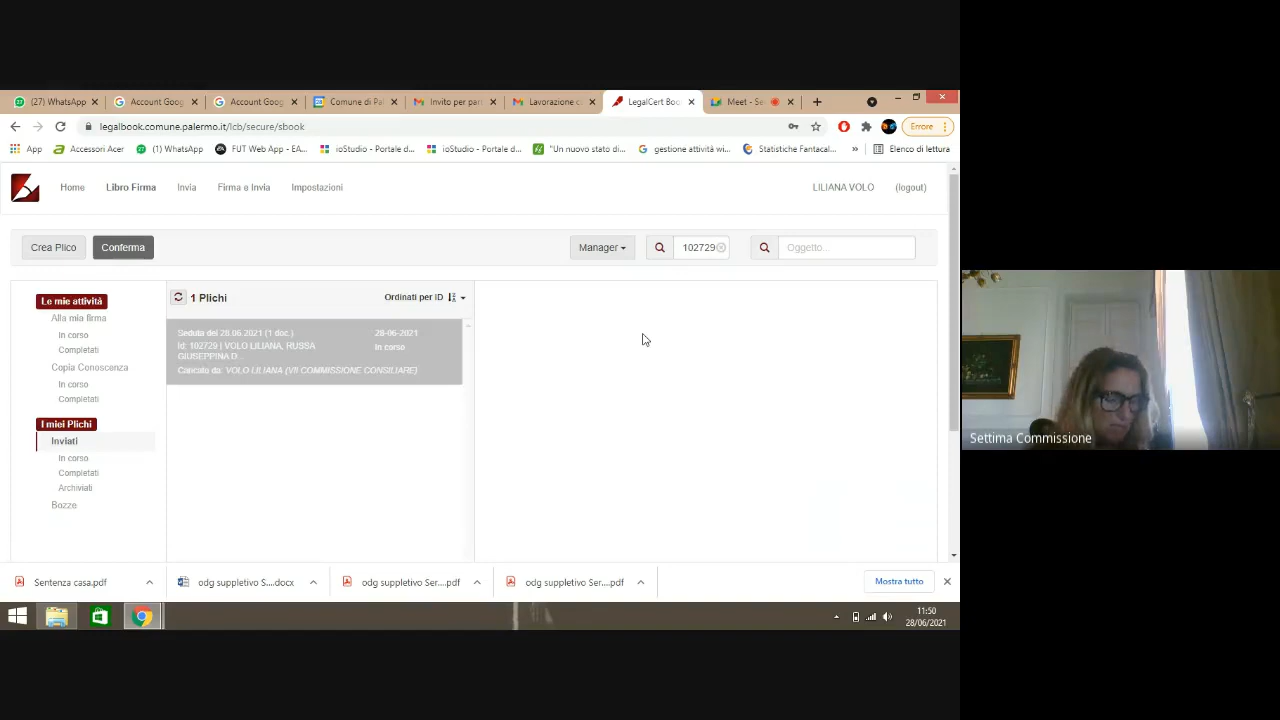 (27) WhatsApp
Account Goog
Account Goog
Comune di Pal
Invito per par
Lavorazione co
LegalCert Boo
Meet - Se
legalbook.comune.palermo.it/lcb/secure/sbook
Errore
App
Accessori Acer
(1) WhatsApp
FUT Web App - EA...
ioStudio - Portale d...
ioStudio - Portale d...
"Un nuovo stato di...
gestione attività wi...
Statistiche Fantacal...
»
Elenco di lettura
Home
Libro Firma
Invia
Firma e Invia
Impostazioni
LILIANA VOLO
(logout)
Crea Plico
Conferma
Manager
102729
Oggetto...
Le mie attività
Alla mia firma
In corso
Completati
Copia Conoscenza
In corso
Completati
I miei Plichi
Inviati
In corso
Completati
Archiviati
Bozze
1 Plichi
Ordinati per ID
Seduta del 28.06.2021 (1 doc.)
28-06-2021
Id: 102729 | VOLO LILIANA, RUSSA
In corso
GIUSEPPINA D...
Caricato da: VOLO LILIANA (VII COMMISSIONE CONSILIARE)
Settima Commissione
Sentenza casa.pdf
odg suppletivo S....docx
odg suppletivo Ser....pdf
odg suppletivo Ser....pdf
Mostra tutto
11:50
28/06/2021